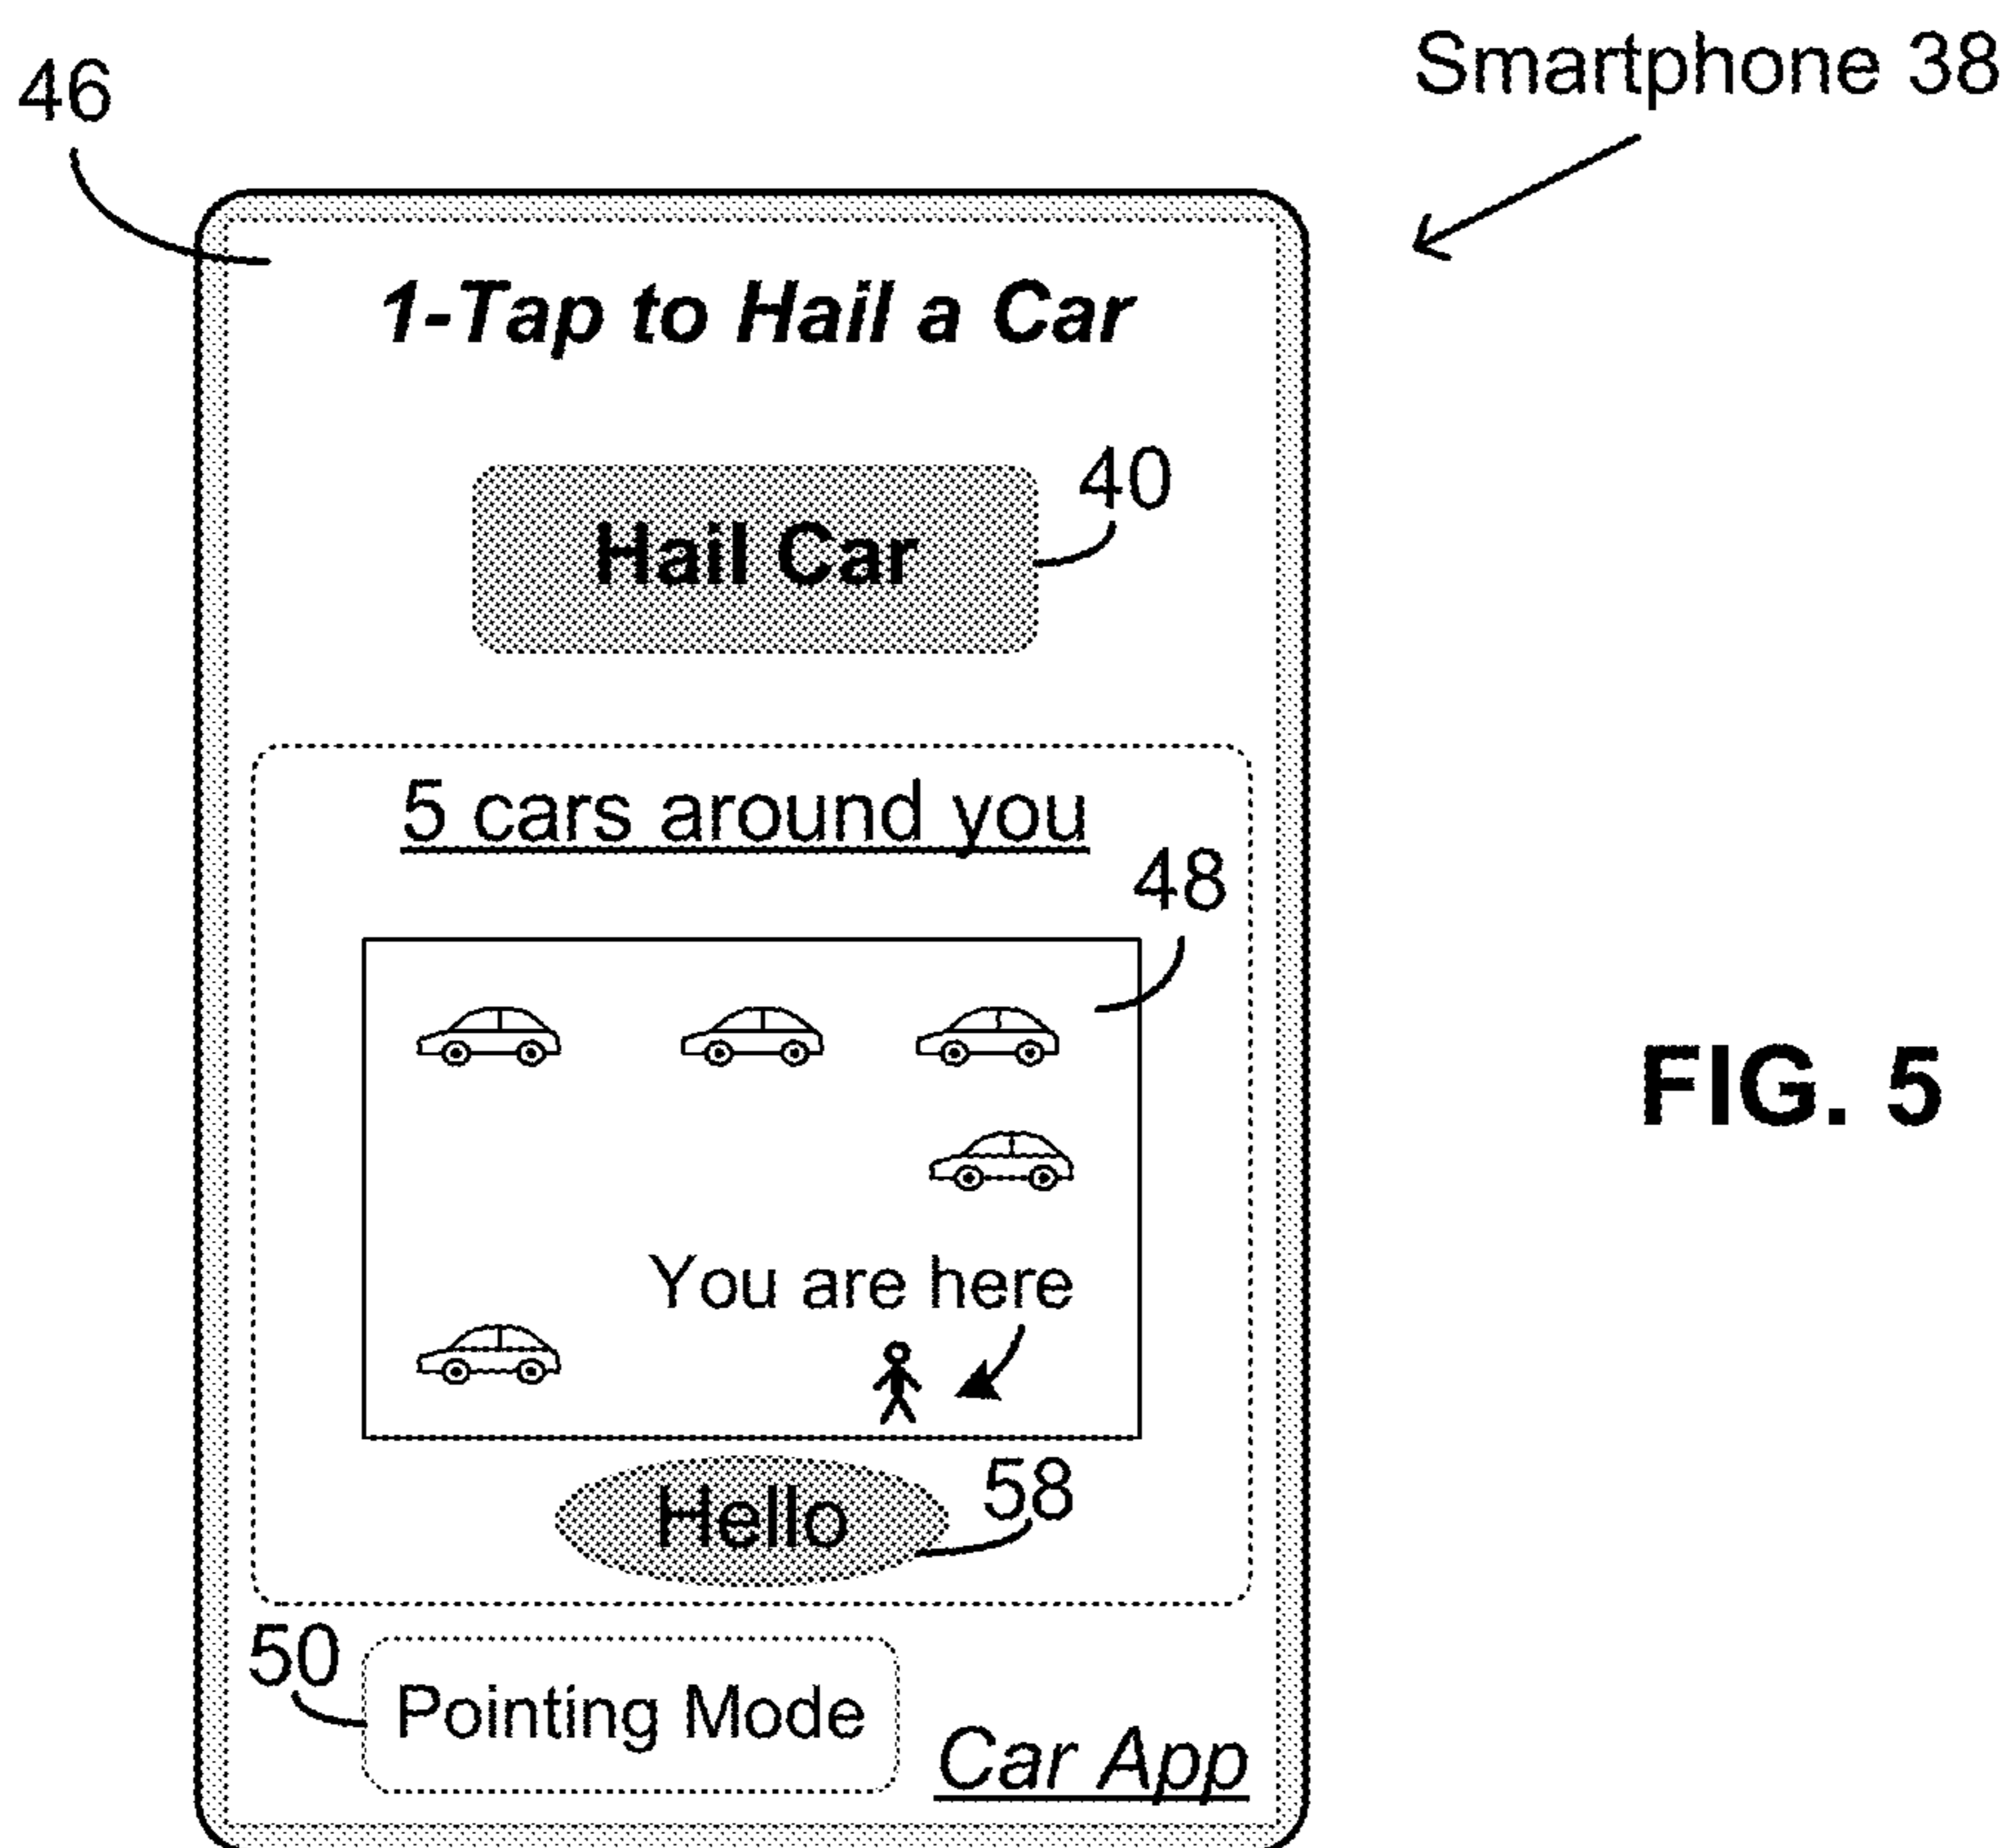 46
Smartphone 38
1-Tap to Hail a Car
40
Hail Car
5 cars around you
48
You are here
Hello
58
50
Pointing Mode
Car App
FIG. 5